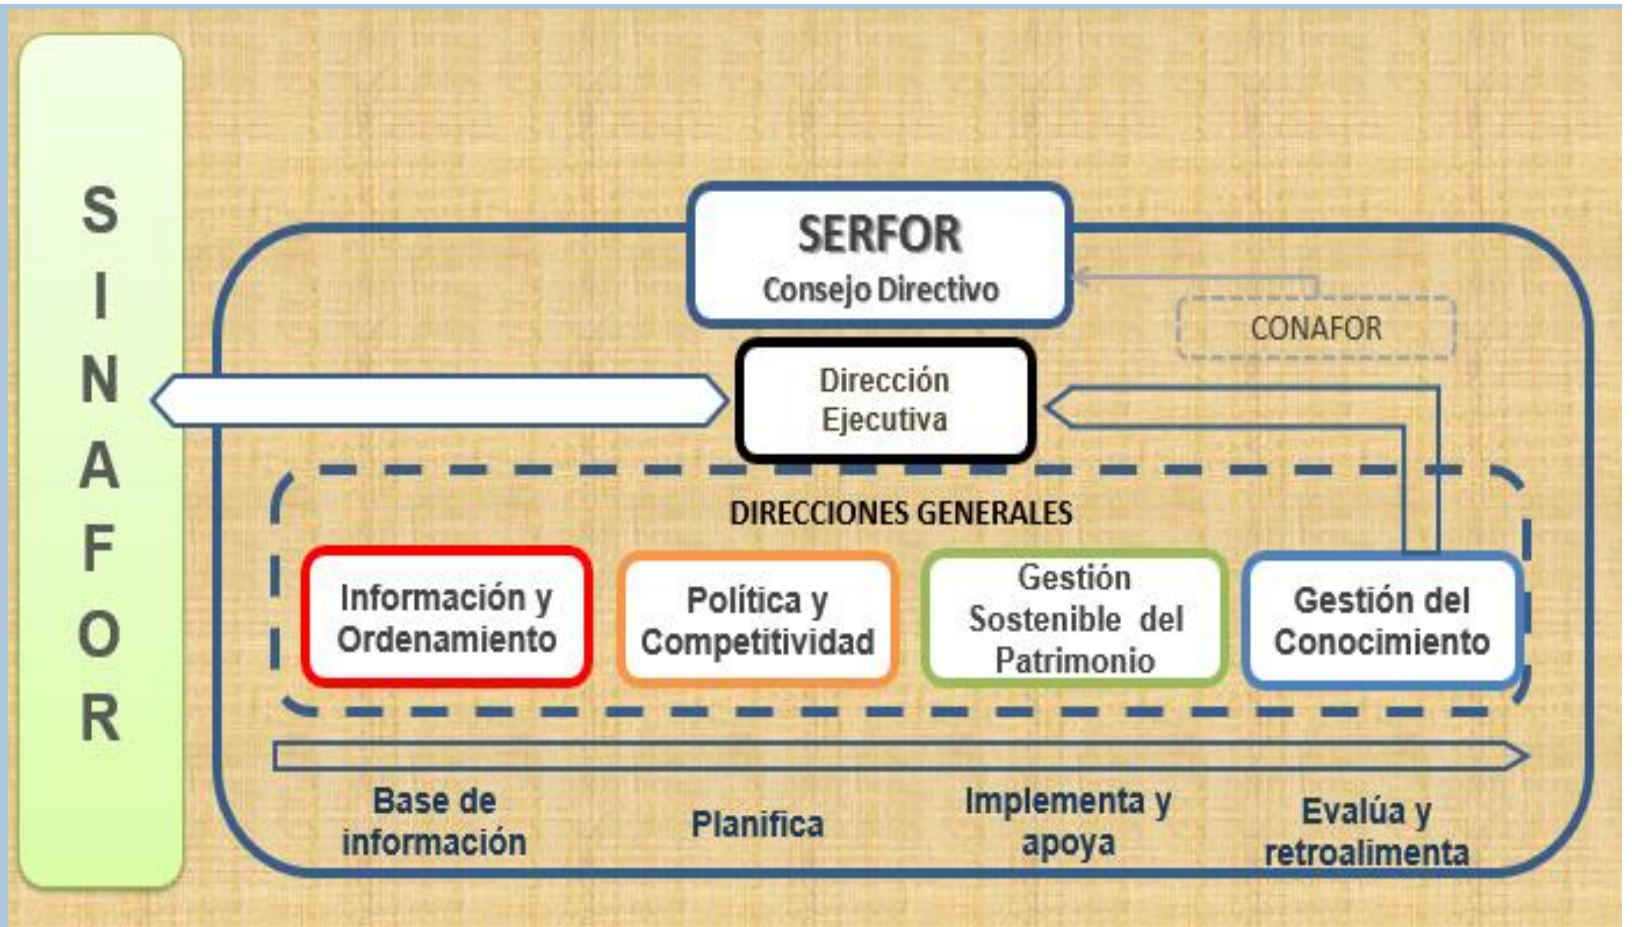 SINAFOR
SERFOR
Consejo Directivo
CONAFOR
Dirección
Ejecutiva
DIRECCIONES GENERALES
Información y
Ordenamiento
Política y
Competitividad
Gestión
Sostenible del
Patrimonio
Gestión del
Conocimiento
Base de
información
Planifica
Implementa y
apoya
Evalúa y
retroalimenta